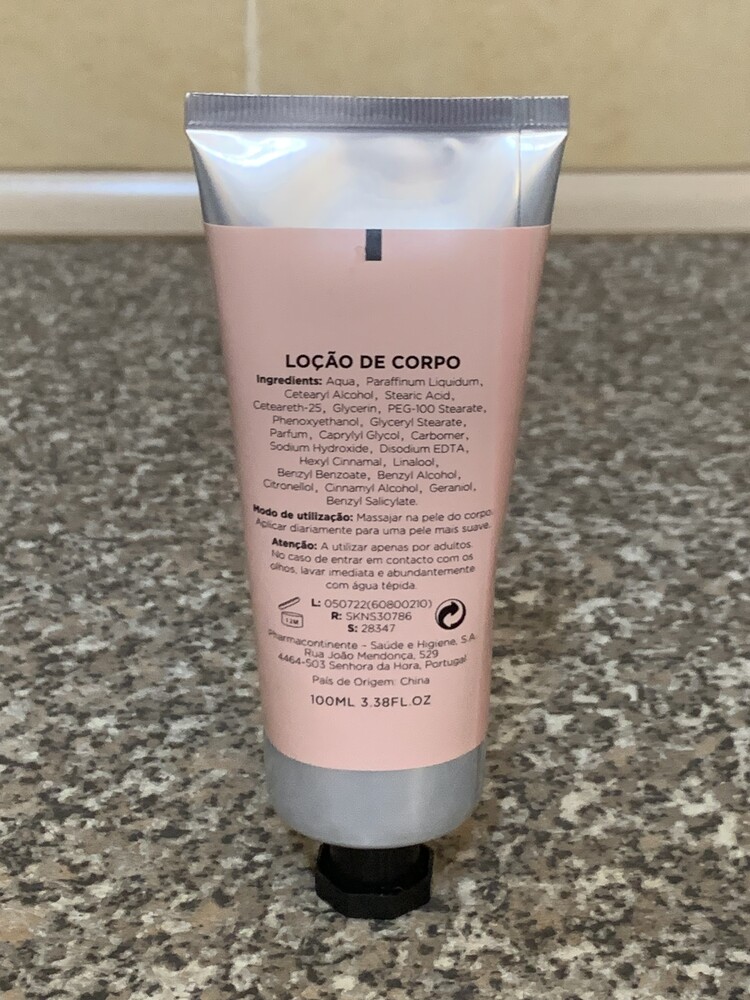 LOÇÃO DE CORPO
Ingredients: Aqua, Paraffinum Liquidum,
Cetearyl Alcohol, Stearic Acid,
Ceteareth-25, Glycerin, PEG-100 Stearate,
Phenoxyethanol, Glyceryl Stearate,
Parfum, Caprylyl Glycol, Carbomer,
Sodium Hydroxide, Disodium EDTA,
Hexyl Cinnamal, Linalool,
Benzyl Benzoate, Benzyl Alcohol,
Citronellol, Cinnamyl Alcohol, Geraniol,
Benzyl Salicylate.
Modo de utilização: Massajar na pele do corpo.
Aplicar diariamente para uma pele mais suave.
Atenção: A utilizar apenas por adultos.
No caso de entrar em contacto com os
olhos, lavar imediata e abundantemente
com água tépida.
12M
L: 050722(60800210)
R: SKNS30786
S: 28347
Pharmacontinente - Saúde e Higiene, S.A.
Rua João Mendonça, 529
4464-503 Senhora da Hora, Portugal
País de Origem: China
100ML 3.38FL.OZ